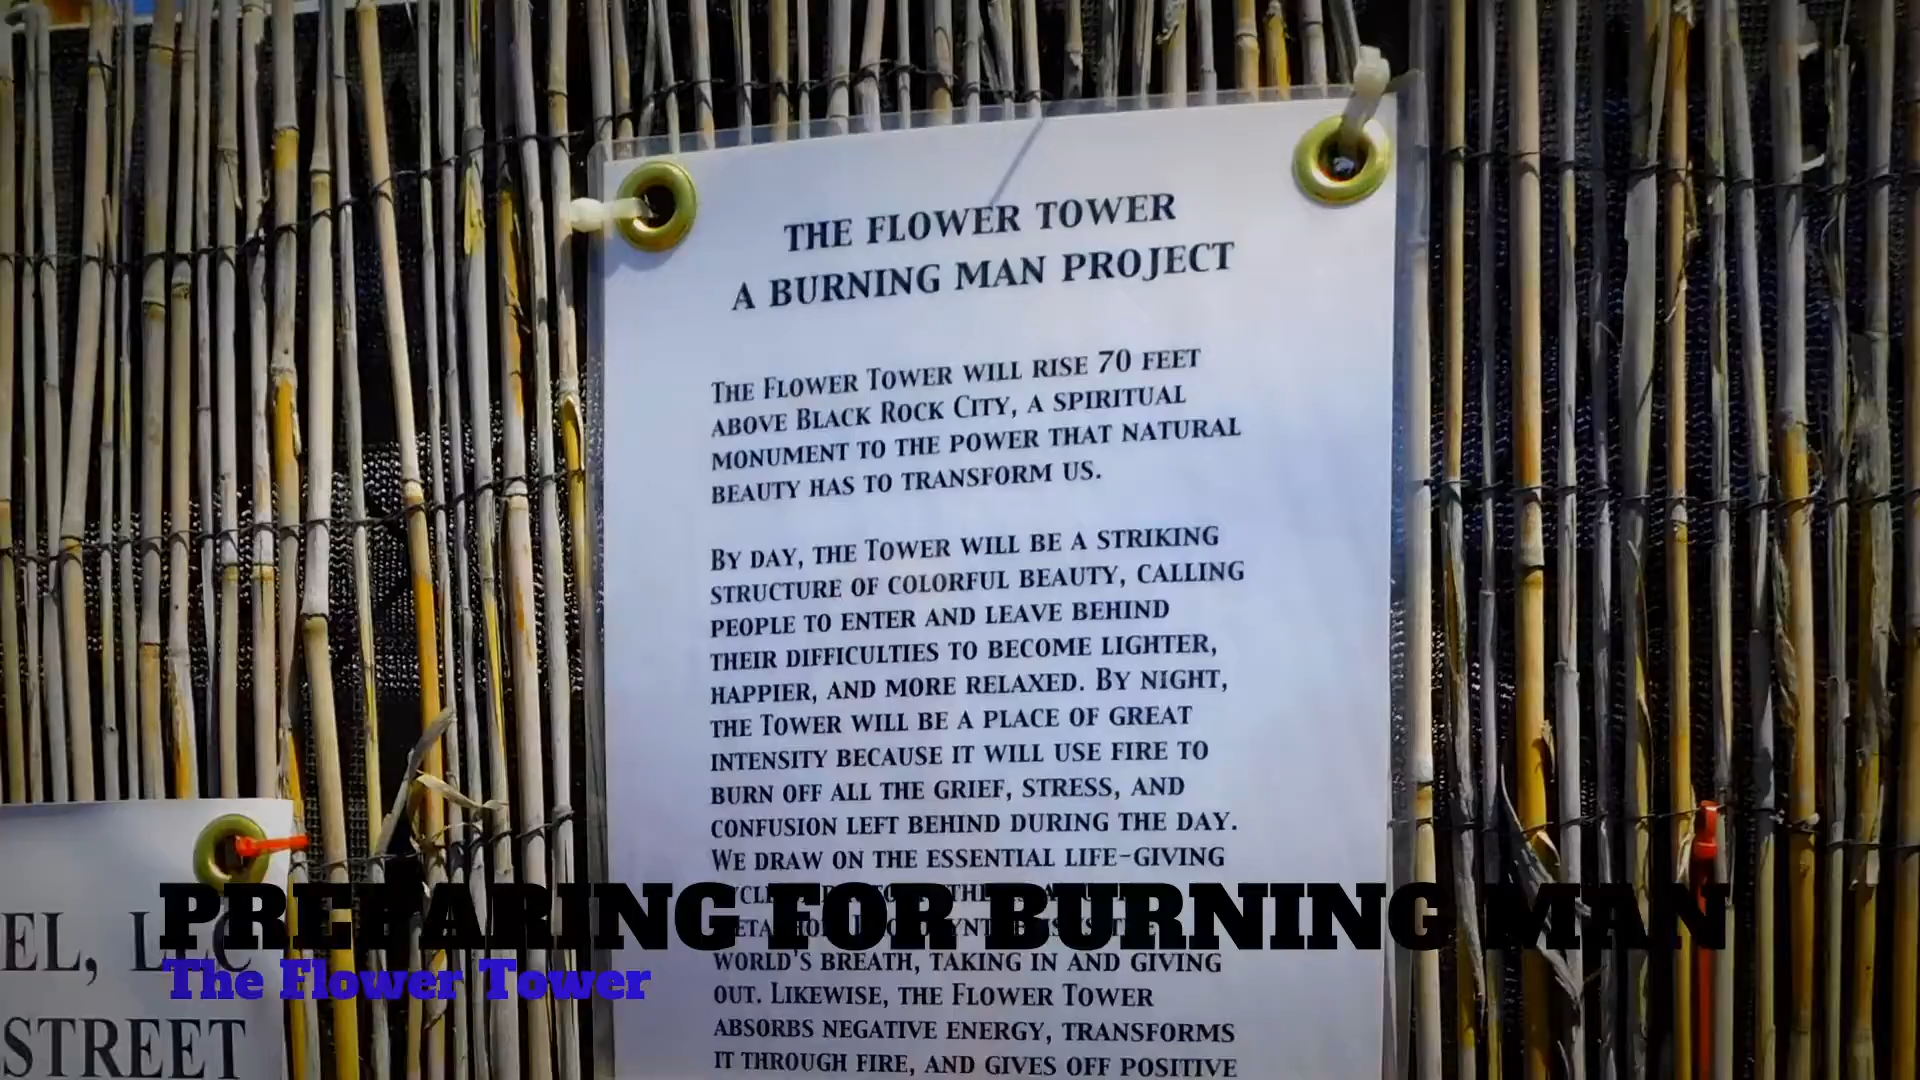 THE FLOWER TOWER
A BURNING MAN PROJECT
THE FLOWER TOWER WILL RISE 70 FEET
ABOVE BLACK ROCK CITY, A SPIRITUAL
MONUMENT TO THE POWER THAT NATURAL
BEAUTY HAS TO TRANSFORM US.
BY DAY, THE TOWER WILL BE A STRIKING
STRUCTURE OF COLORFUL BEAUTY, CALLING
PEOPLE TO ENTER AND LEAVE BEHIND
THEIR DIFFICULTIES TO BECOME LIGHTER,
HAPPIER, AND MORE RELAXED. BY NIGHT,
THE TOWER WILL BE A PLACE OF GREAT
INTENSITY BECAUSE IT WILL USE FIRE TO
BURN OFF ALL THE GRIEF, STRESS, AND
CONFUSION LEFT BEHIND DURING THE DAY.
WE DRAW ON THE ESSENTIAL LIFE-GIVING
WORLD'S BREATH, TAKING IN AND GIVING
OUT. LIKEWISE, THE FLOWER TOWER
ABSORBS NEGATIVE ENERGY, TRANSFORMS
IT THROUGH FIRE, AND GIVES OFF POSITIVE
EL, LLC
STREET
PREPARING FOR BURNING MAN
The Flower Tower